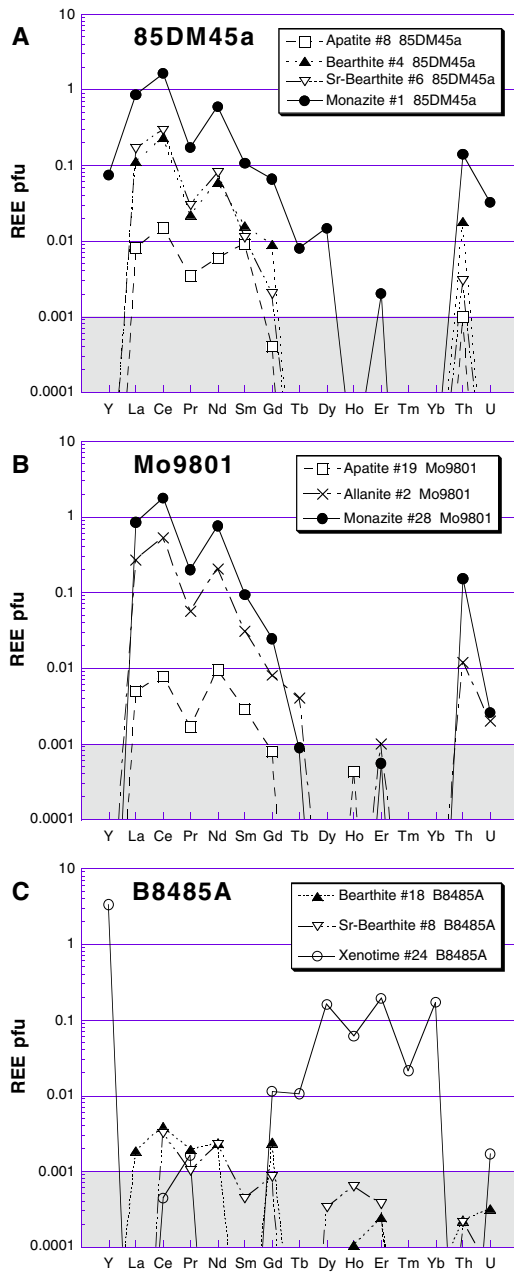 A
85DM45a
Apatite #8 85DM45a
Bearthite #4 85DM45a
Sr-Bearthite #6 85DM45a
Monazite #1 85DM45a
REE pfu
10
1
0.1
0.01
0.001
0.0001
Y La Ce Pr Nd Sm Gd Tb Dy Ho Er Tm Yb Th U
B
Mo9801
Apatite #19 Mo9801
Allanite #2 Mo9801
Monazite #28 Mo9801
REE pfu
10
1
0.1
0.01
0.001
0.0001
Y La Ce Pr Nd Sm Gd Tb Dy Ho Er Tm Yb Th U
C
B8485A
Bearthite #18 B8485A
Sr-Bearthite #8 B8485A
Xenotime #24 B8485A
REE pfu
10
1
0.1
0.01
0.001
0.0001
Y La Ce Pr Nd Sm Gd Tb Dy Ho Er Tm Yb Th U